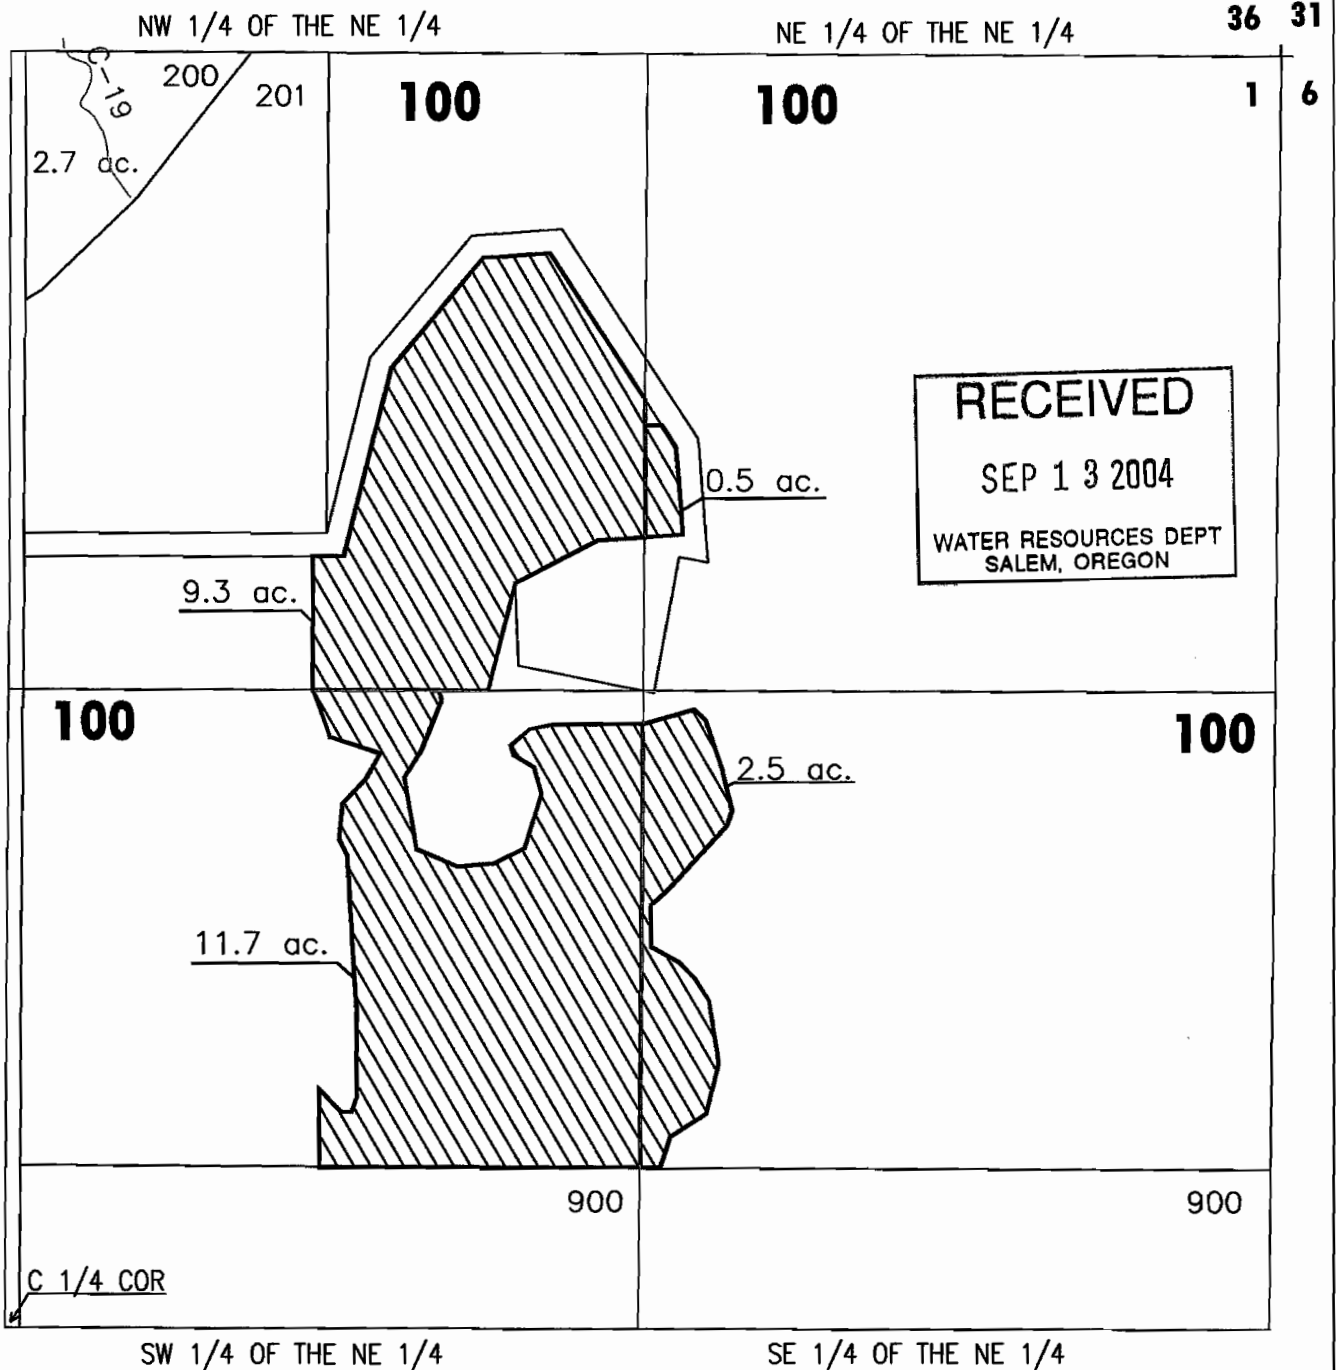 NW 1/4 OF THE NE 1/4
NE 1/4 OF THE NE 1/4
36 31
1 6
C-19
200
201
100
100
2.7 ac.
RECEIVED
SEP 13 2004
WATER RESOURCES DEPT
SALEM, OREGON
0.5 ac.
9.3 ac.
100
100
2.5 ac.
11.7 ac.
900
900
C 1/4 COR
SW 1/4 OF THE NE 1/4
SE 1/4 OF THE NE 1/4